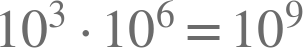 10³ · 10⁶ = 10⁹